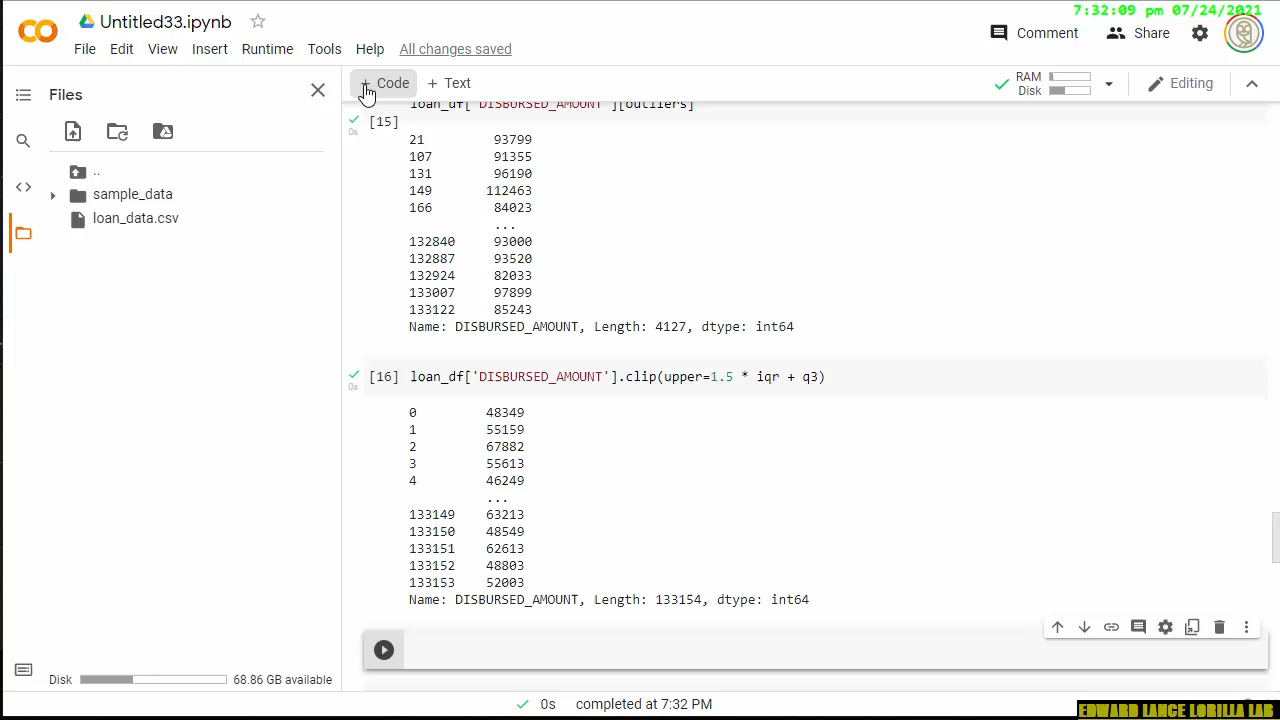 7:32:09 pm 07/24/2021
Untitled33.ipynb
File Edit View Insert Runtime Tools Help All changes saved
Comment Share
Files
+ Code + Text
RAM
Disk
Editing
..
sample_data
loan_data.csv
loan_df['DISBURSED_AMOUNT'][outliers]
[15]
0s
21 93799
107 91355
131 96190
149 112463
166 84023
...
132840 93000
132887 93520
132924 82033
133007 97899
133122 85243
Name: DISBURSED_AMOUNT, Length: 4127, dtype: int64
[16] loan_df['DISBURSED_AMOUNT'].clip(upper=1.5 * iqr + q3)
0s
0 48349
1 55159
2 67882
3 55613
4 46249
...
133149 63213
133150 48549
133151 62613
133152 48803
133153 52003
Name: DISBURSED_AMOUNT, Length: 133154, dtype: int64
Disk 68.86 GB available
0s completed at 7:32 PM
EDWARD LANCE LORILLA LAB